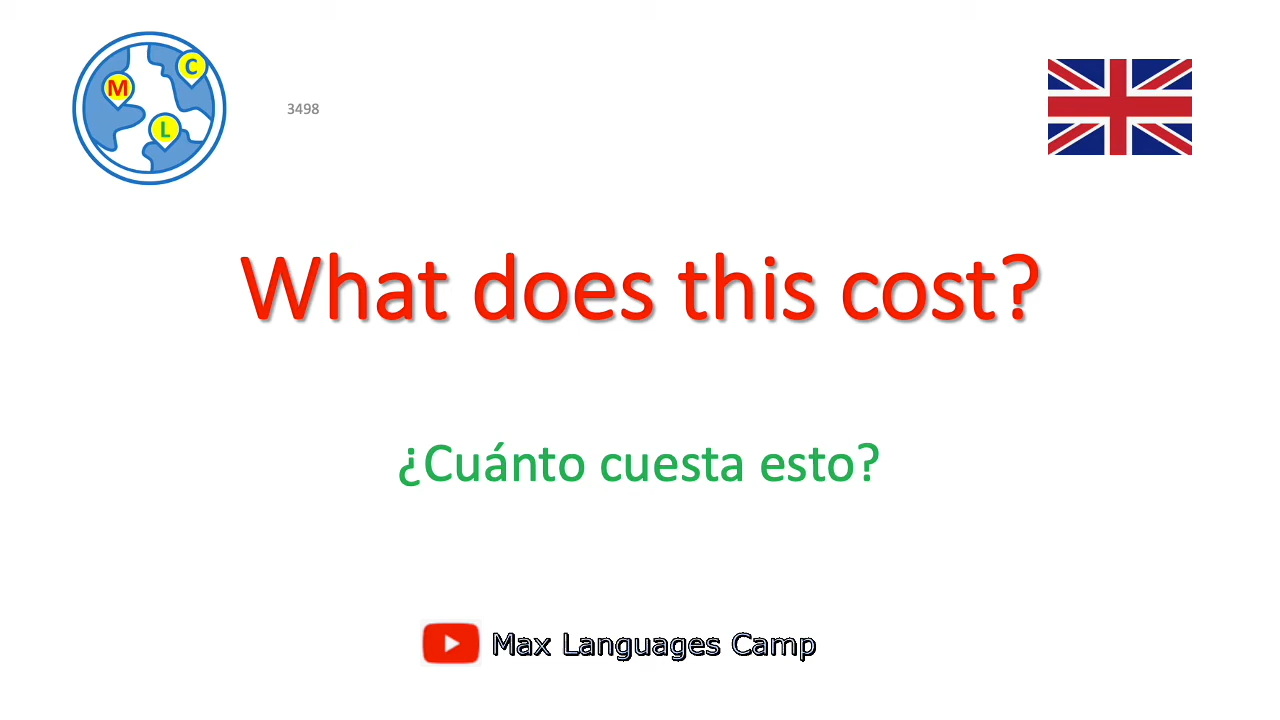 C
M
L
3498
What does this cost?
¿Cuánto cuesta esto?
Max Languages Camp